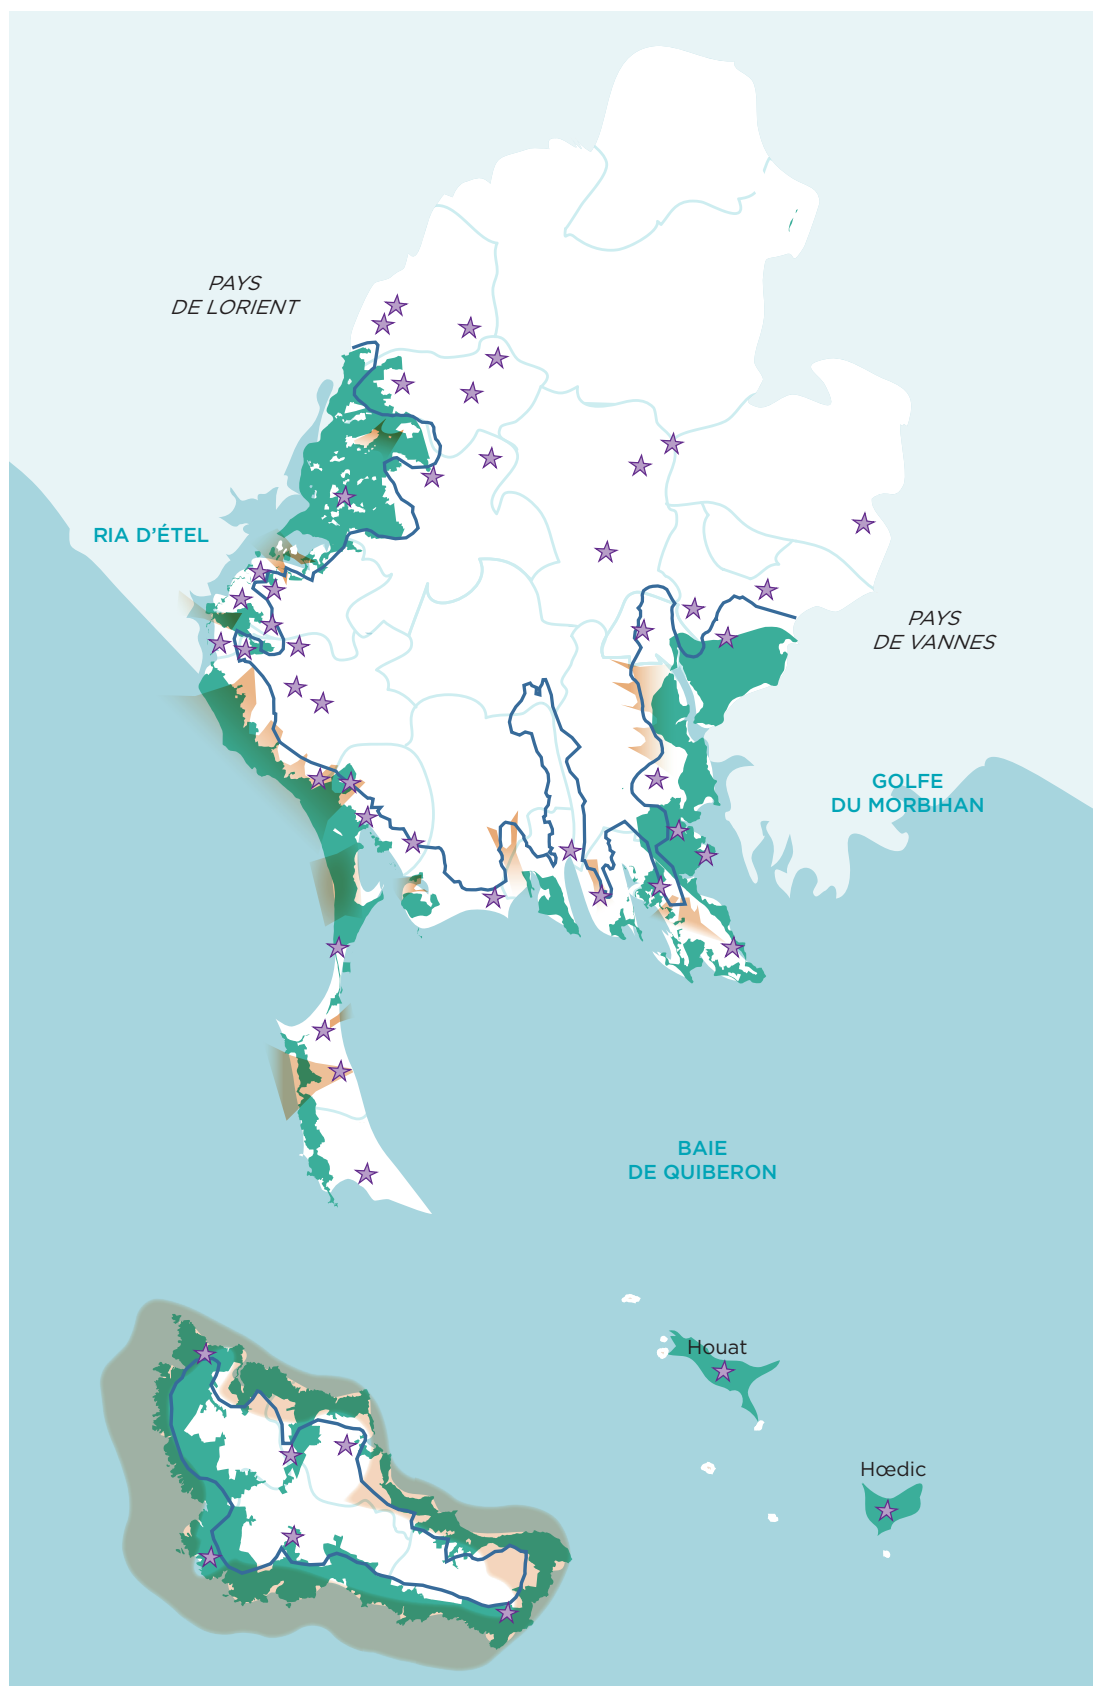 PAYS
DE LORIENT
RIA D'ÉTEL
PAYS
DE VANNES
GOLFE
DU MORBIHAN
BAIE
DE QUIBERON
Houat
Hœdic